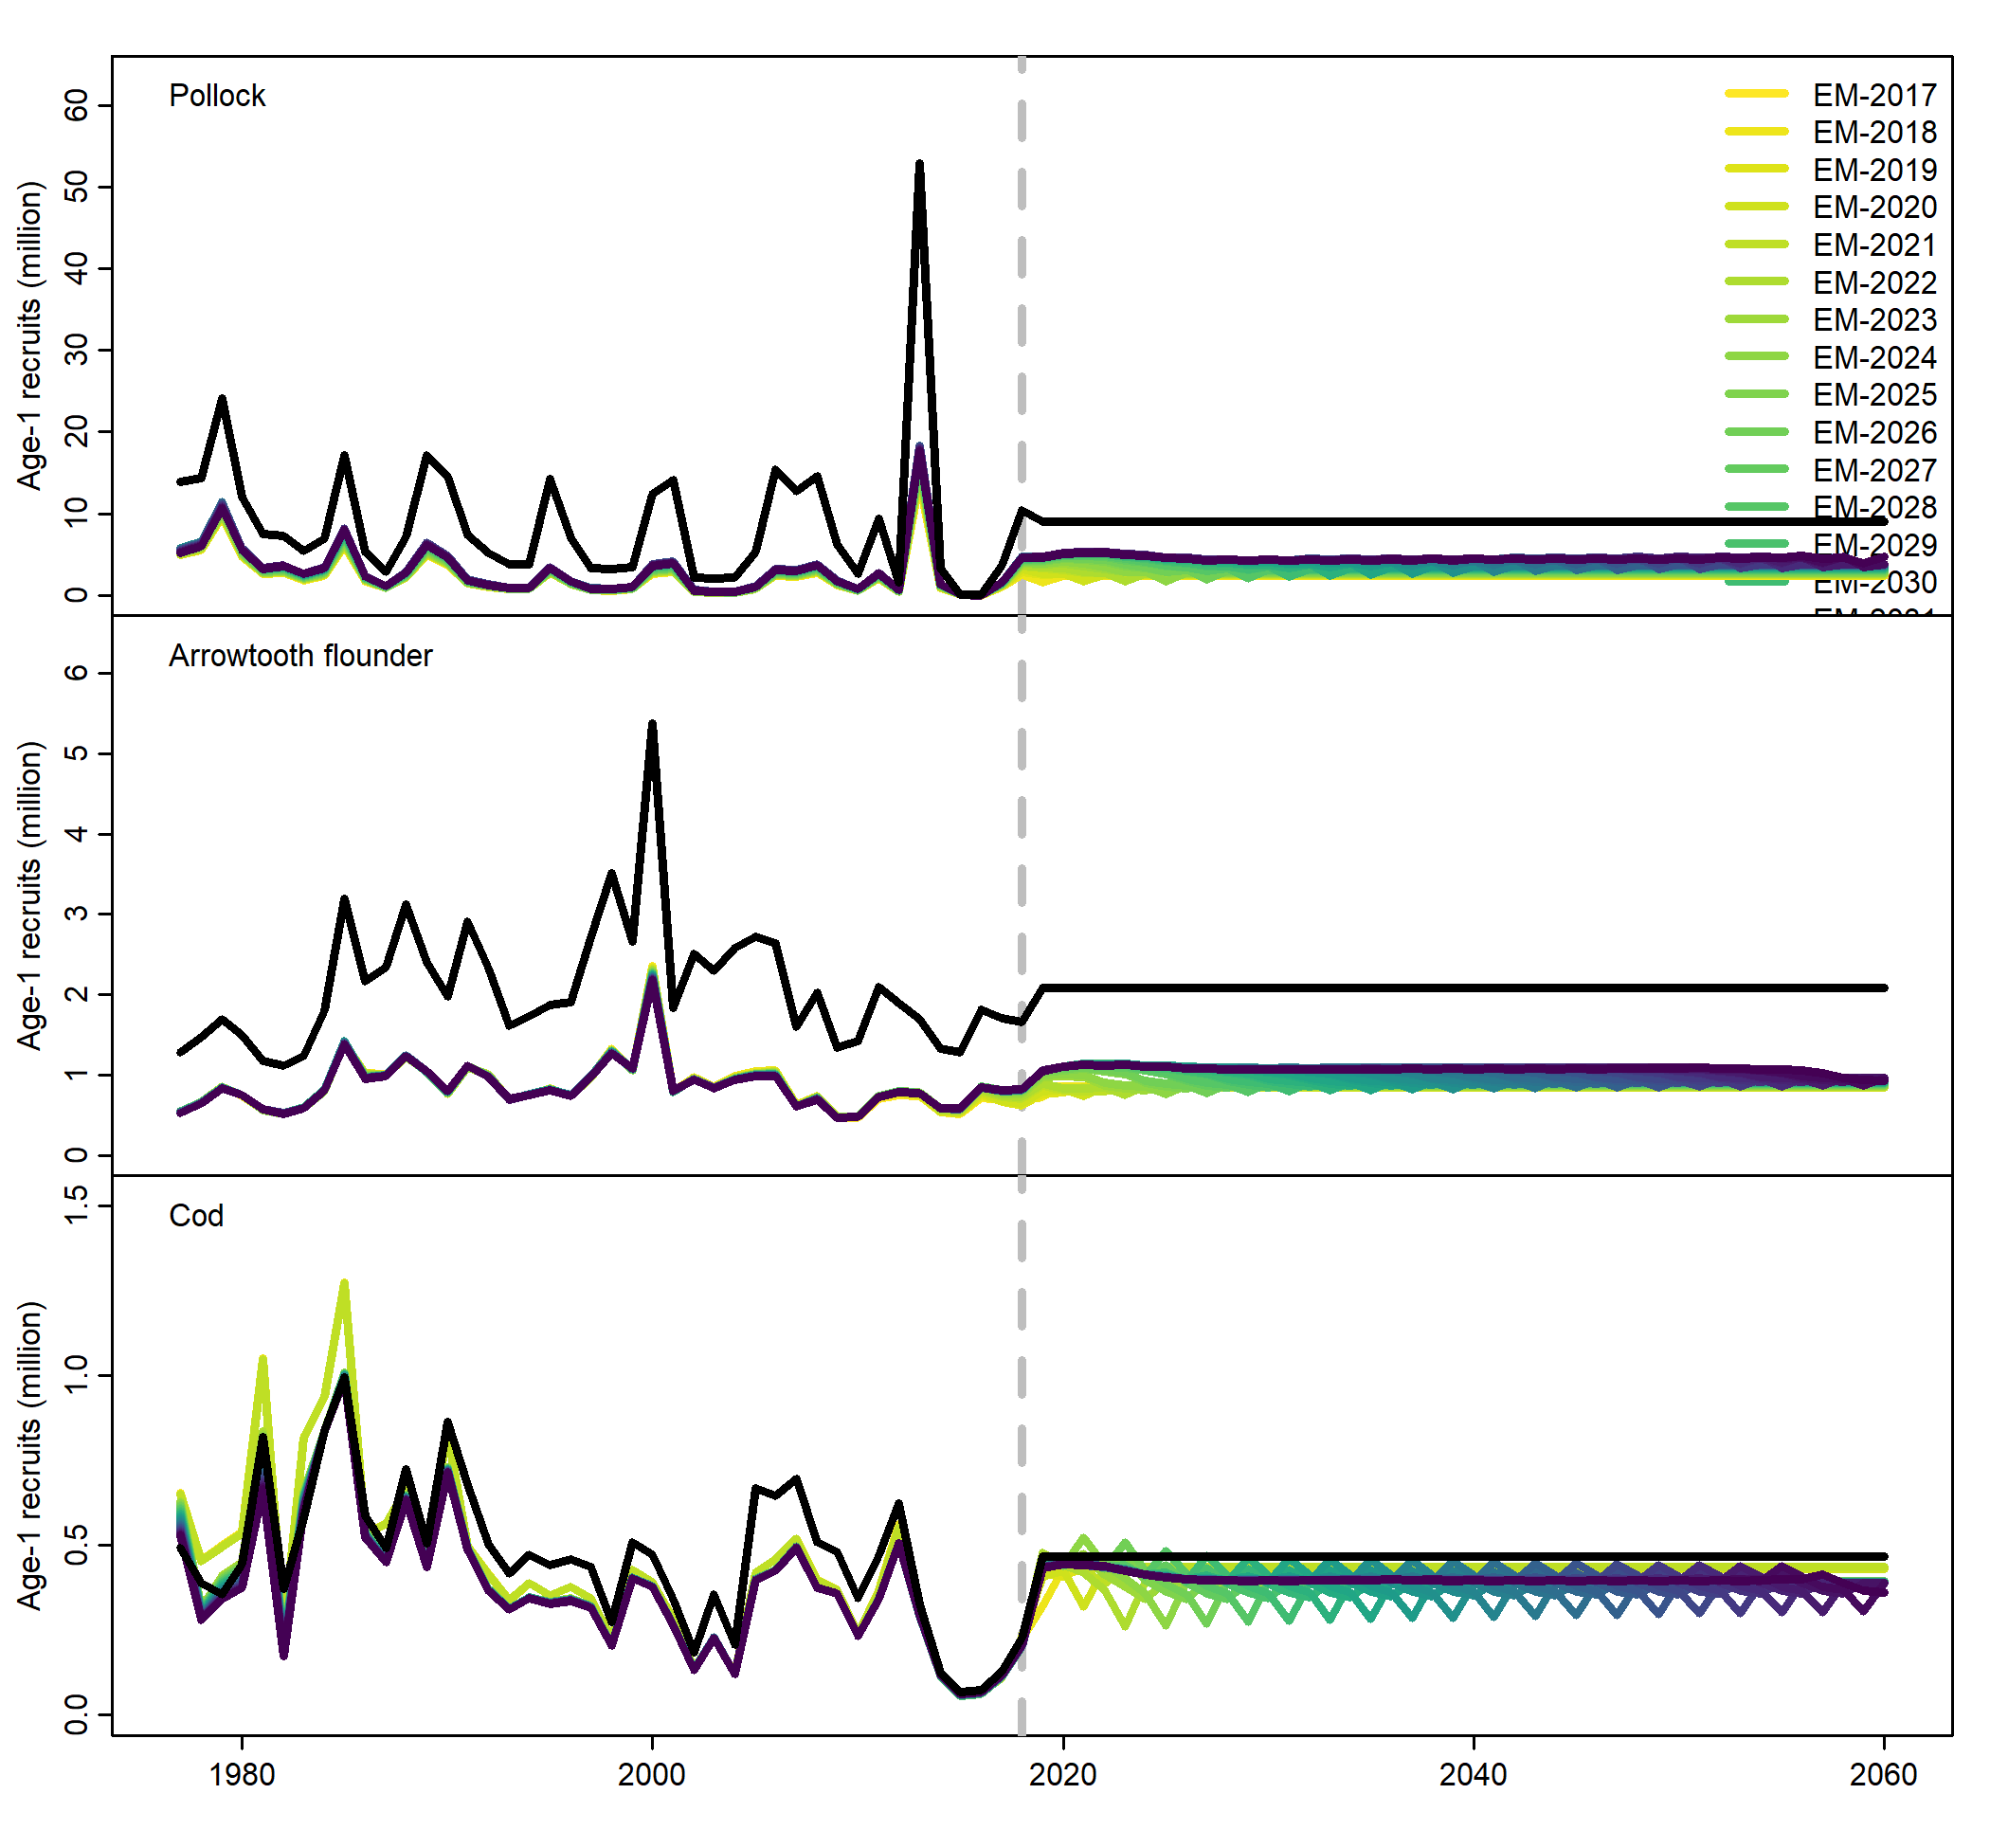 Pollock
Age-1 recruits (million)
60
50
40
30
20
10
0
EM-2017
EM-2018
EM-2019
EM-2020
EM-2021
EM-2022
EM-2023
EM-2024
EM-2025
EM-2026
EM-2027
EM-2028
EM-2029
EM-2030
Arrowtooth flounder
Age-1 recruits (million)
6
5
4
3
2
1
0
Cod
Age-1 recruits (million)
1.5
1.0
0.5
0.0
1980 2000 2020 2040 2060